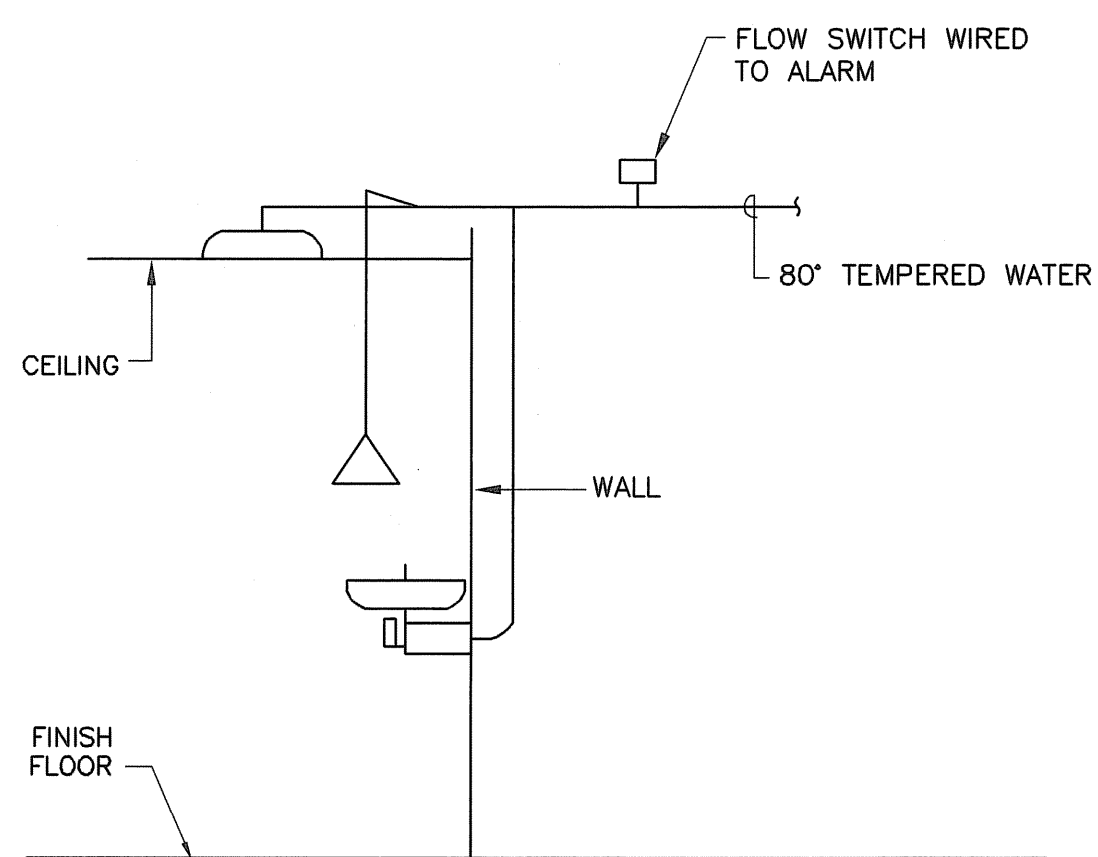 FLOW SWITCH WIRED
TO ALARM
80° TEMPERED WATER
CEILING
WALL
FINISH
FLOOR